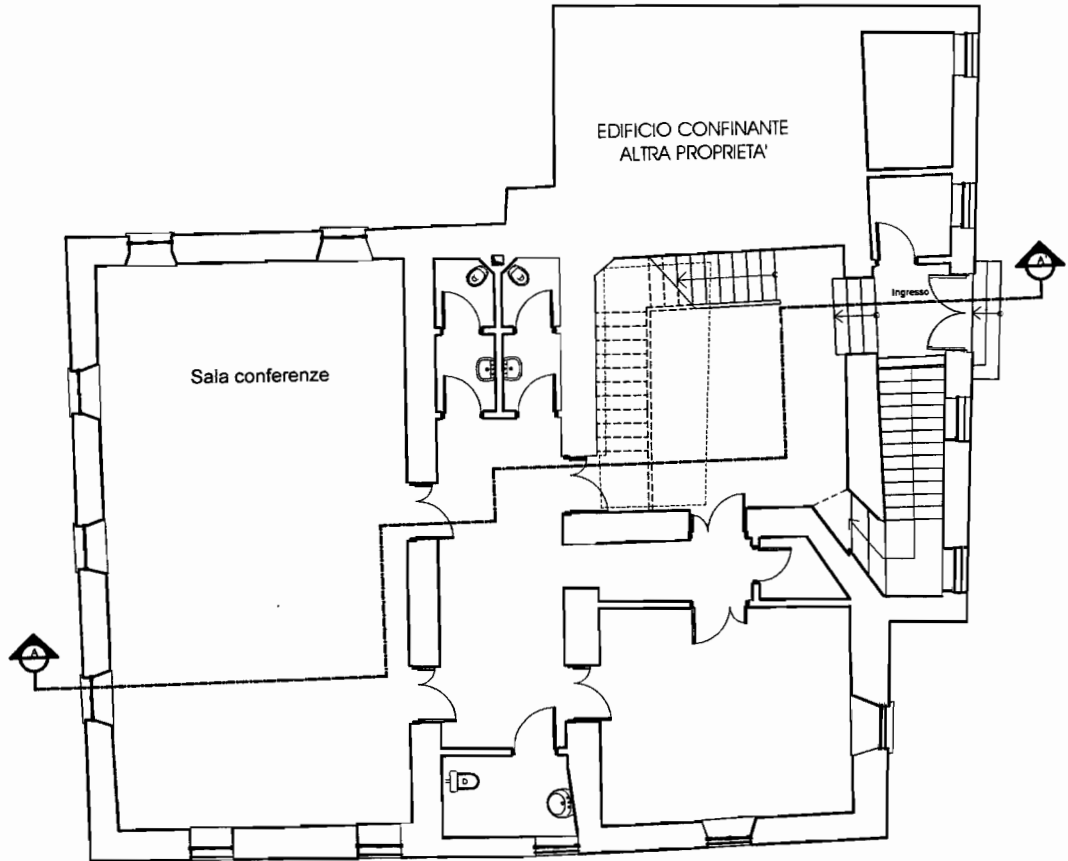 EDIFICIO CONFINANTE
ALTRA PROPRIETA'
A'
Ingresso
Sala conferenze
A